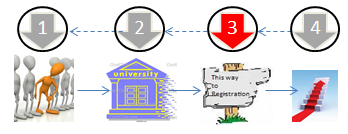 1 2 3 4
university
This way
to
Registration